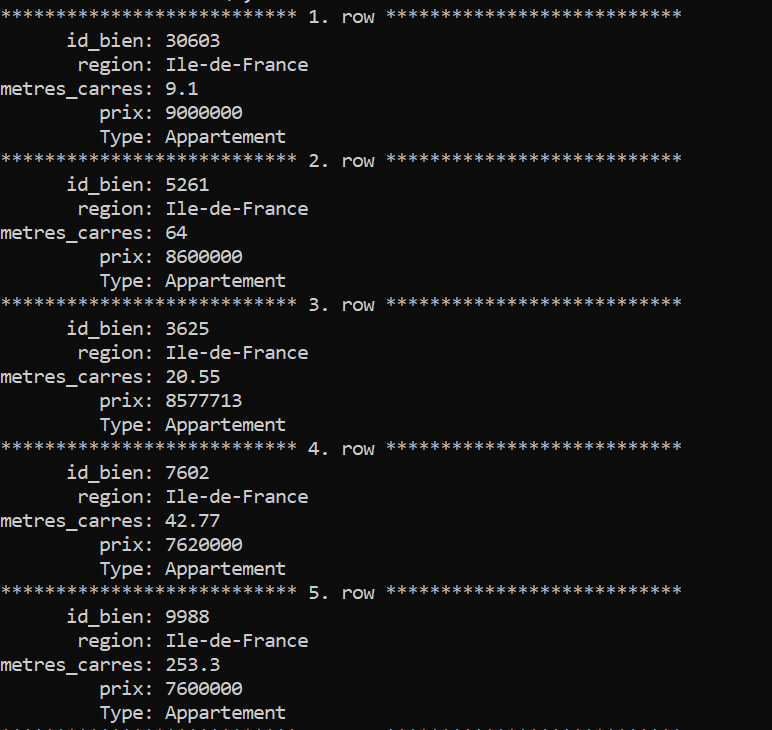 *************************** 1. row ***************************
id_bien: 30603
region: Ile-de-France
metres_carres: 9.1
prix: 9000000
Type: Appartement
*************************** 2. row ***************************
id_bien: 5261
region: Ile-de-France
metres_carres: 64
prix: 8600000
Type: Appartement
*************************** 3. row ***************************
id_bien: 3625
region: Ile-de-France
metres_carres: 20.55
prix: 8577713
Type: Appartement
*************************** 4. row ***************************
id_bien: 7602
region: Ile-de-France
metres_carres: 42.77
prix: 7620000
Type: Appartement
*************************** 5. row ***************************
id_bien: 9988
region: Ile-de-France
metres_carres: 253.3
prix: 7600000
Type: Appartement